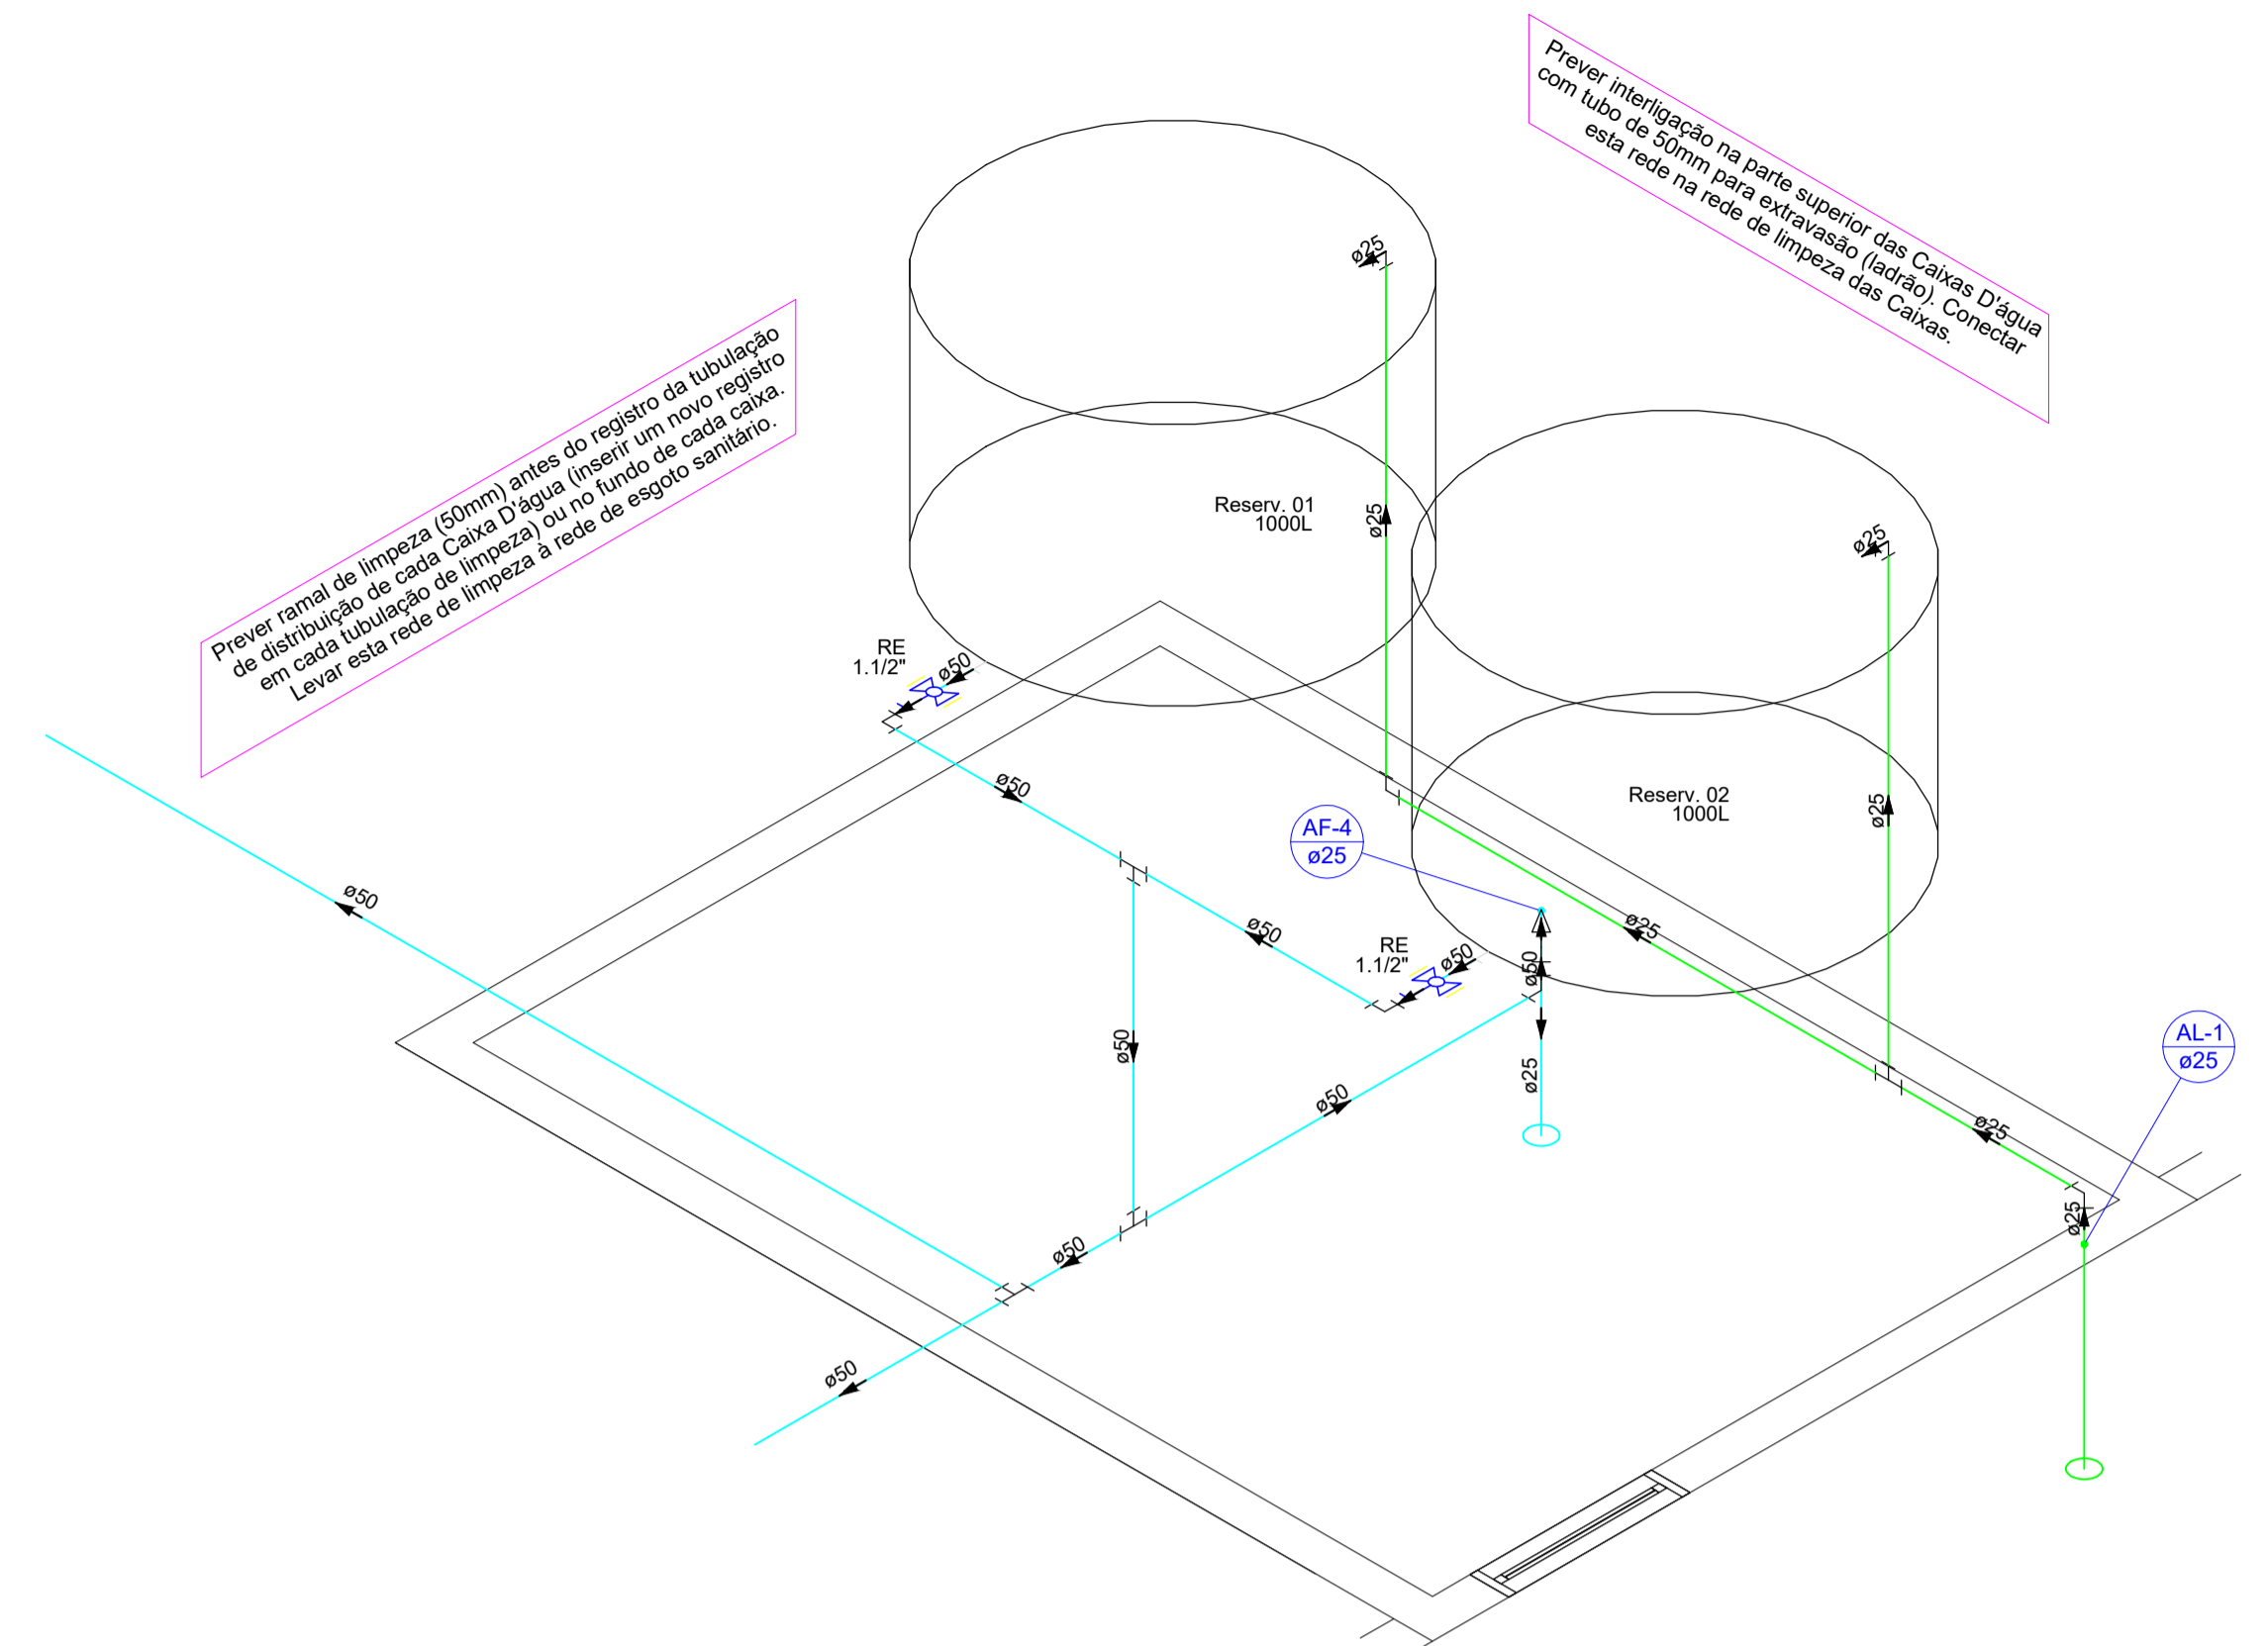 Prever interligação na parte superior das Caixas D'água
com tubo de 50mm para extravasão (ladrão). Conectar
esta rede na rede de limpeza das Caixas.
ø25
Prever ramal de limpeza (50mm) antes do registro da tubulação
de distribuição de cada Caixa D'água (inserir um novo registro
em cada tubulação de limpeza) ou no fundo de cada caixa.
Levar esta rede de limpeza à rede de esgoto sanitário.
Reserv. 01
1000L
ø25
ø25
RE
1.1/2"
ø50
ø50
Reserv. 02
1000L
ø25
AF-4
ø25
ø50
ø50
ø25
RE
1.1/2"
ø50
ø50
ø50
ø25
ø50
ø25
AL-1
ø25
ø25
ø50
ø50